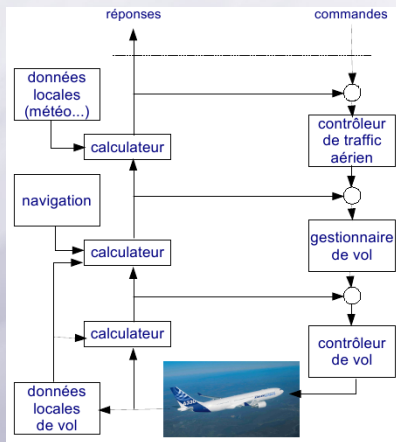 réponses
commandes
données
locales
(météo...)
calculateur
contrôleur
de traffic
aérien
navigation
calculateur
gestionnaire
de vol
calculateur
contrôleur
de vol
données
locales
de vol